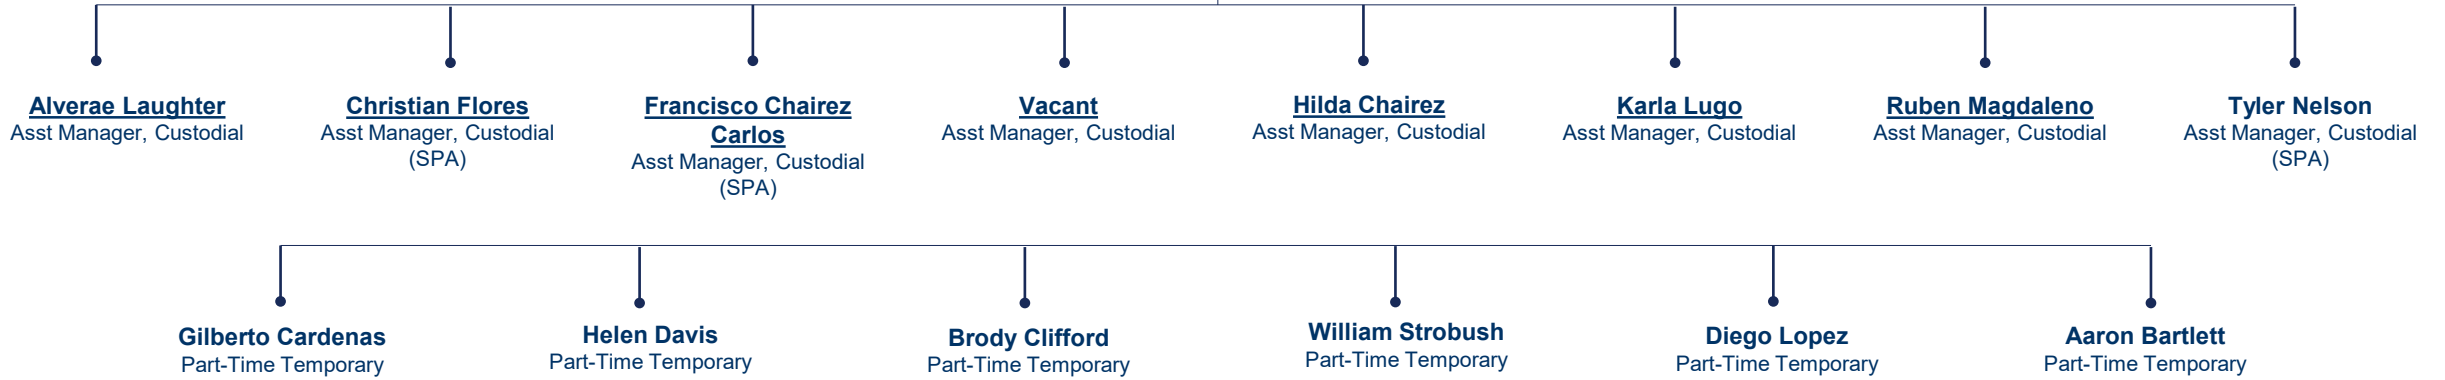 Alverae Laughter
Asst Manager, Custodial
Christian Flores
Asst Manager, Custodial
(SPA)
Francisco Chairez
Carlos
Asst Manager, Custodial
(SPA)
Vacant
Asst Manager, Custodial
Hilda Chairez
Asst Manager, Custodial
Karla Lugo
Asst Manager, Custodial
Ruben Magdaleno
Asst Manager, Custodial
Tyler Nelson
Asst Manager, Custodial
(SPA)
Gilberto Cardenas
Part-Time Temporary
Helen Davis
Part-Time Temporary
Brody Clifford
Part-Time Temporary
William Strobush
Part-Time Temporary
Diego Lopez
Part-Time Temporary
Aaron Bartlett
Part-Time Temporary